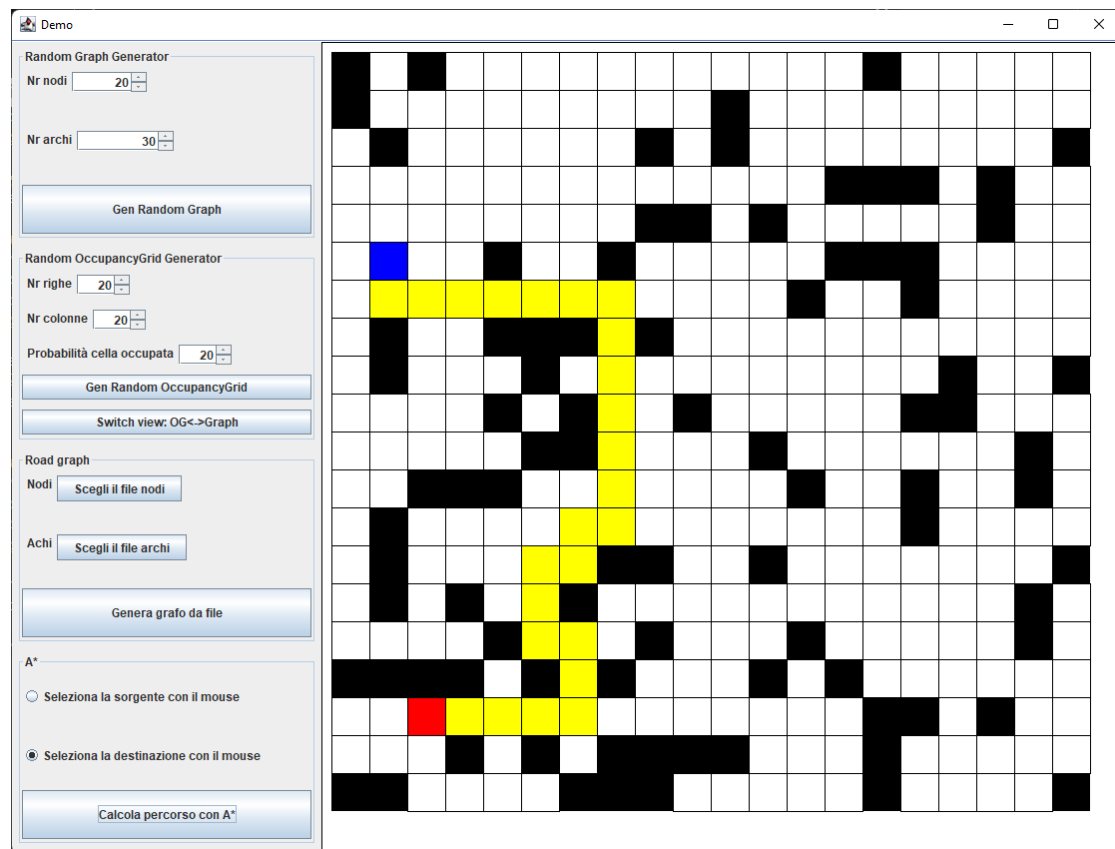 Demo
Random Graph Generator
Nr nodi 20
Nr archi 30
Gen Random Graph
Random OccupancyGrid Generator
Nr righe 20
Nr colonne 20
Probabilità cella occupata 20
Gen Random OccupancyGrid
Switch view: OG<->Graph
Road graph
Nodi Scegli il file nodi
Achi Scegli il file archi
Genera grafo da file
A*
Seleziona la sorgente con il mouse
Seleziona la destinazione con il mouse
Calcola percorso con A*